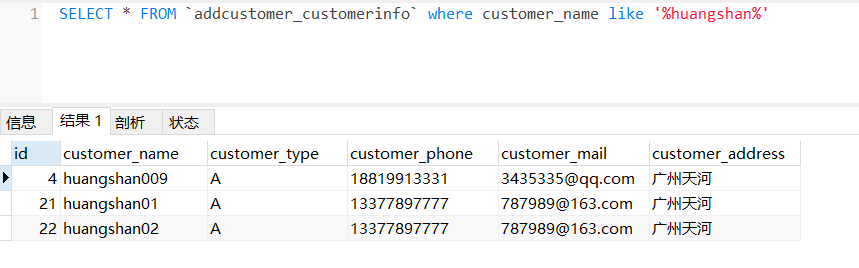 1 SELECT * FROM `addcustomer_customerinfo` where customer_name like '%huangshan%'
信息 结果 1 剖析 状态
id customer_name customer_type customer_phone customer_mail customer_address
4 huangshan009 A 18819913331 3435335@qq.com 广州天河
21 huangshan01 A 13377897777 787989@163.com 广州天河
22 huangshan02 A 13377897777 787989@163.com 广州天河